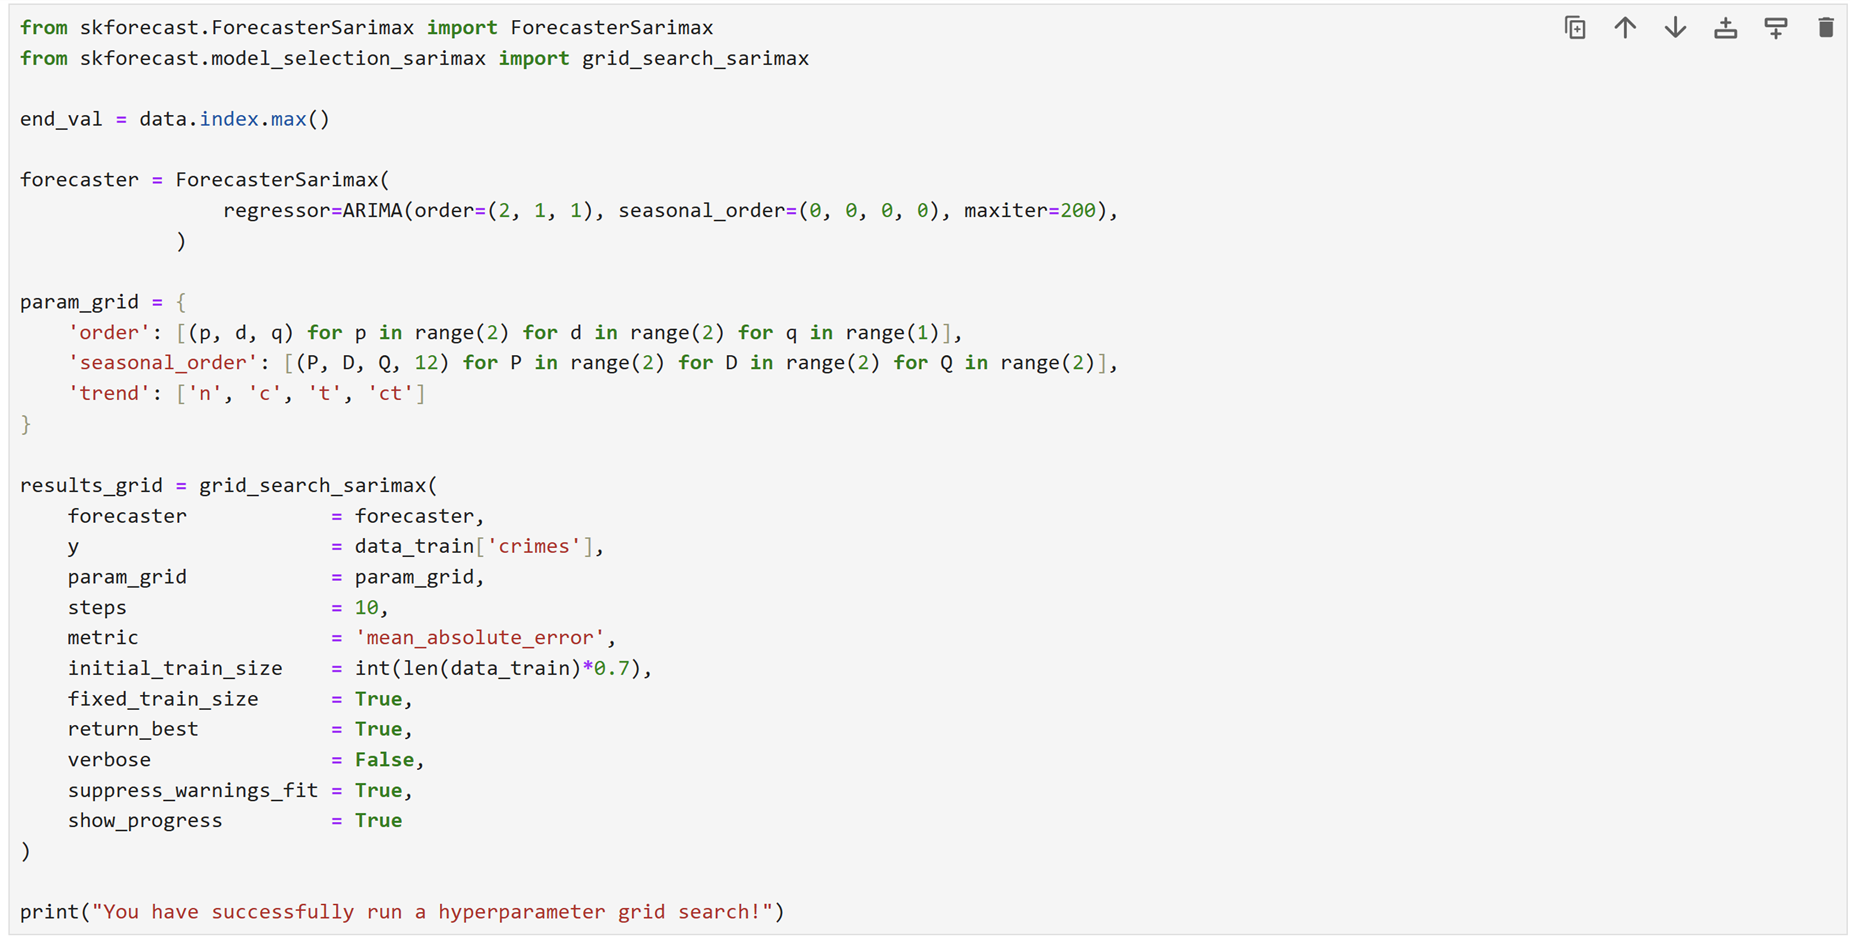 from skforecast.ForecasterSarimax import ForecasterSarimax
from skforecast.model_selection_sarimax import grid_search_sarimax
end_val = data.index.max()
forecaster = ForecasterSarimax(
                 regressor=ARIMA(order=(2, 1, 1), seasonal_order=(0, 0, 0, 0), maxiter=200),
             )
param_grid = {
    'order': [(p, d, q) for p in range(2) for d in range(2) for q in range(1)],
    'seasonal_order': [(P, D, Q, 12) for P in range(2) for D in range(2) for Q in range(2)],
    'trend': ['n', 'c', 't', 'ct']
}
results_grid = grid_search_sarimax(
    forecaster            = forecaster,
    y                     = data_train['crimes'],
    param_grid            = param_grid,
    steps                 = 10,
    metric                = 'mean_absolute_error',
    initial_train_size    = int(len(data_train)*0.7),
    fixed_train_size      = True,
    return_best           = True,
    verbose               = False,
    suppress_warnings_fit = True,
    show_progress         = True
)
print("You have successfully run a hyperparameter grid search!")